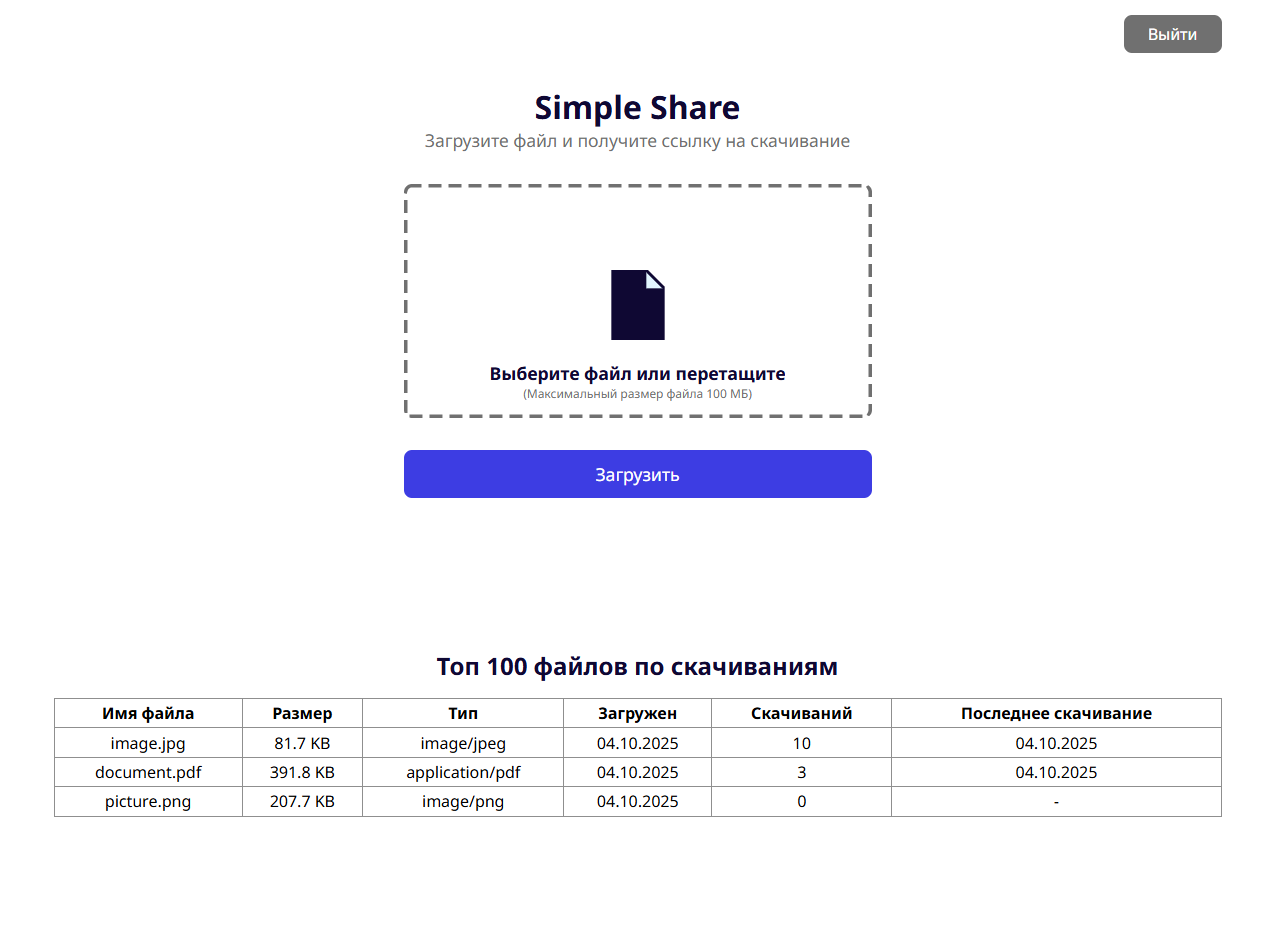 Выйти
Simple Share
Загрузите файл и получите ссылку на скачивание
Выберите файл или перетащите
(Максимальный размер файла 100 МБ)
Загрузить
Топ 100 файлов по скачиваниям
Имя файла Размер Тип Загружен Скачиваний Последнее скачивание
image.jpg 81.7 KB image/jpeg 04.10.2025 10 04.10.2025
document.pdf 391.8 KB application/pdf 04.10.2025 3 04.10.2025
picture.png 207.7 KB image/png 04.10.2025 0 -